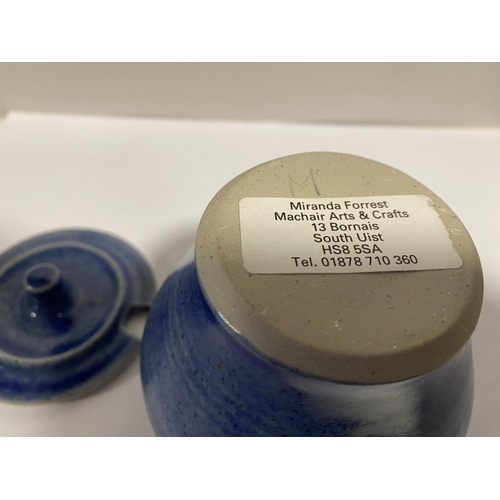 M
Miranda Forrest
Machair Arts & Crafts
13 Bornais
South Uist
HS8 5SA
Tel. 01878 710 360